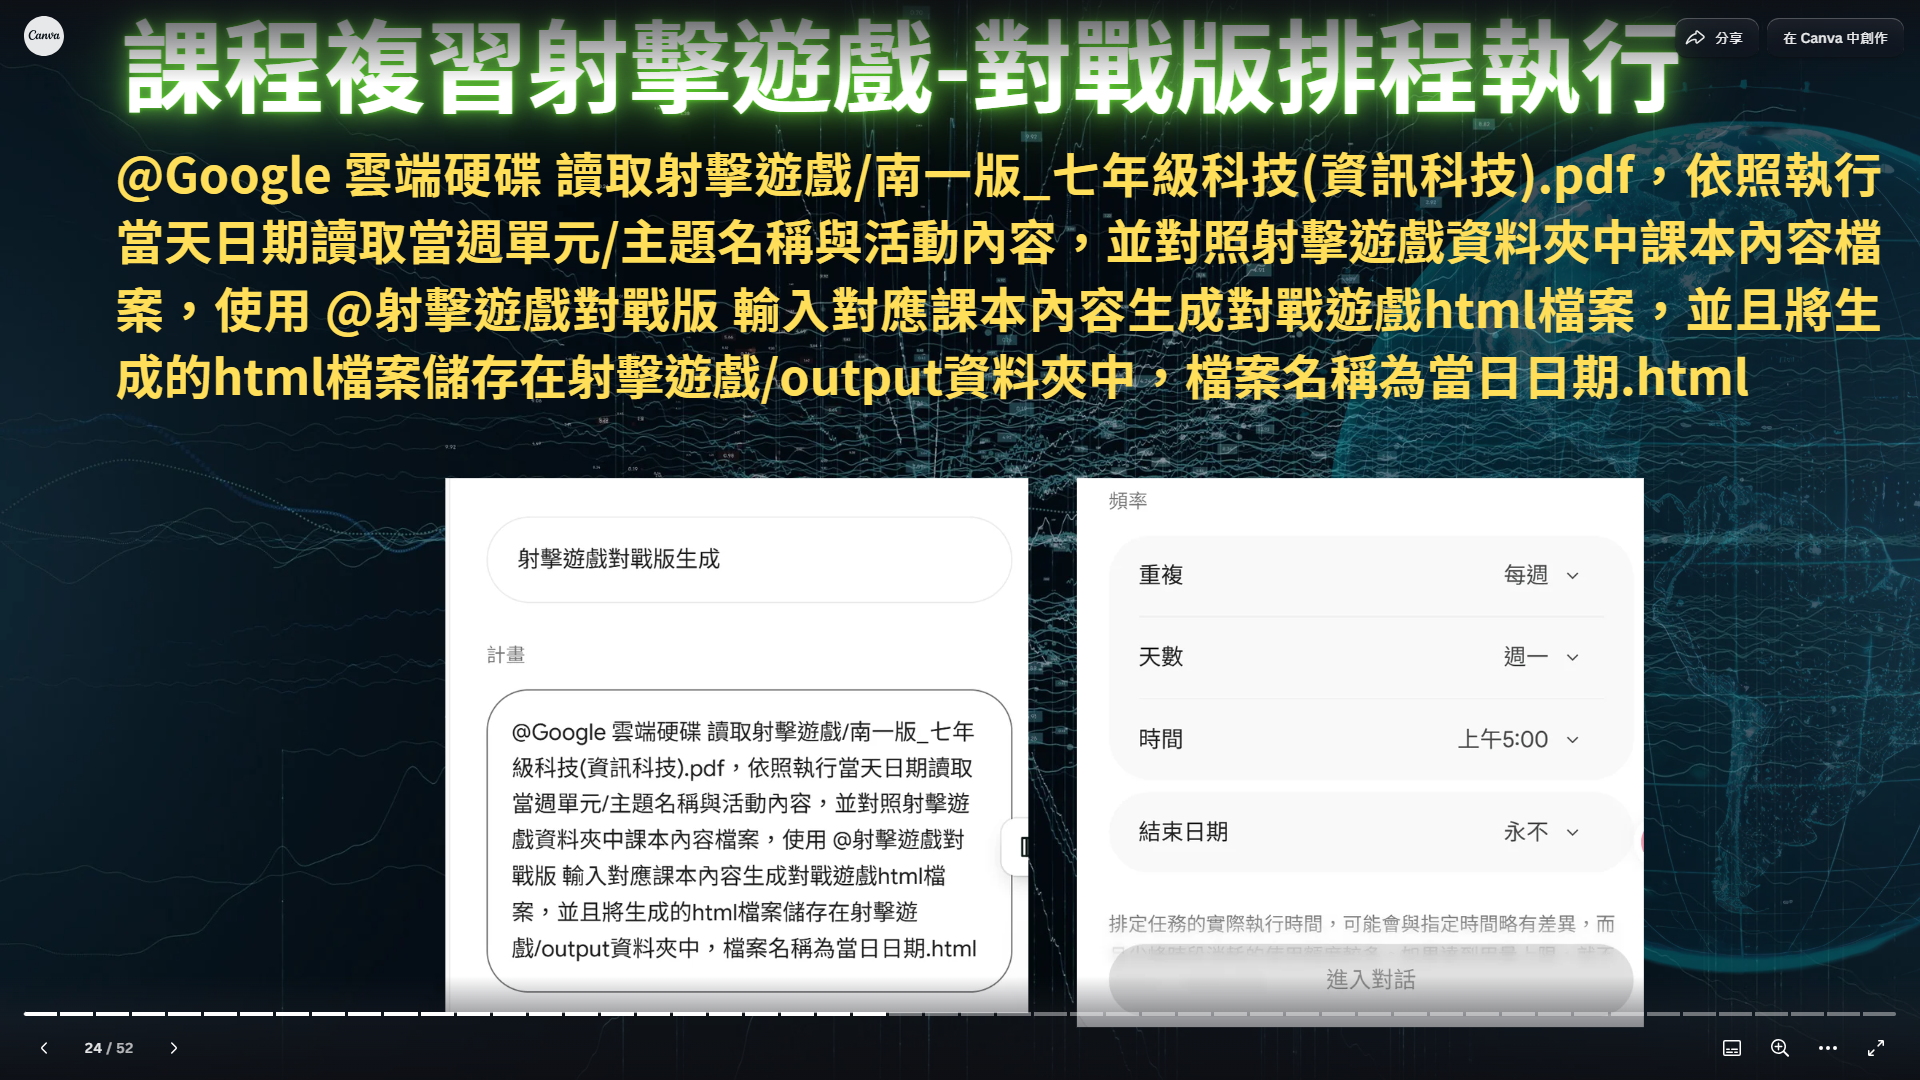 Canva
課程複習射擊遊戲-對戰版排程執行
分享
在 Canva 中創作
@Google 雲端硬碟 讀取射擊遊戲/南一版_七年級科技(資訊科技).pdf，依照執行
當天日期讀取當週單元/主題名稱與活動內容，並對照射擊遊戲資料夾中課本內容檔
案，使用 @射擊遊戲對戰版 輸入對應課本內容生成對戰遊戲html檔案，並且將生
成的html檔案儲存在射擊遊戲/output資料夾中，檔案名稱為當日日期.html
射擊遊戲對戰版生成
計畫
@Google 雲端硬碟 讀取射擊遊戲/南一版_七年
級科技(資訊科技).pdf，依照執行當天日期讀取
當週單元/主題名稱與活動內容，並對照射擊遊
戲資料夾中課本內容檔案，使用 @射擊遊戲對
戰版 輸入對應課本內容生成對戰遊戲html檔
案，並且將生成的html檔案儲存在射擊遊
戲/output資料夾中，檔案名稱為當日日期.html
頻率
重複 每週
天數 週一
時間 上午5:00
結束日期 永不
排定任務的實際執行時間，可能會與指定時間略有差異，而
進入對話
24 / 52